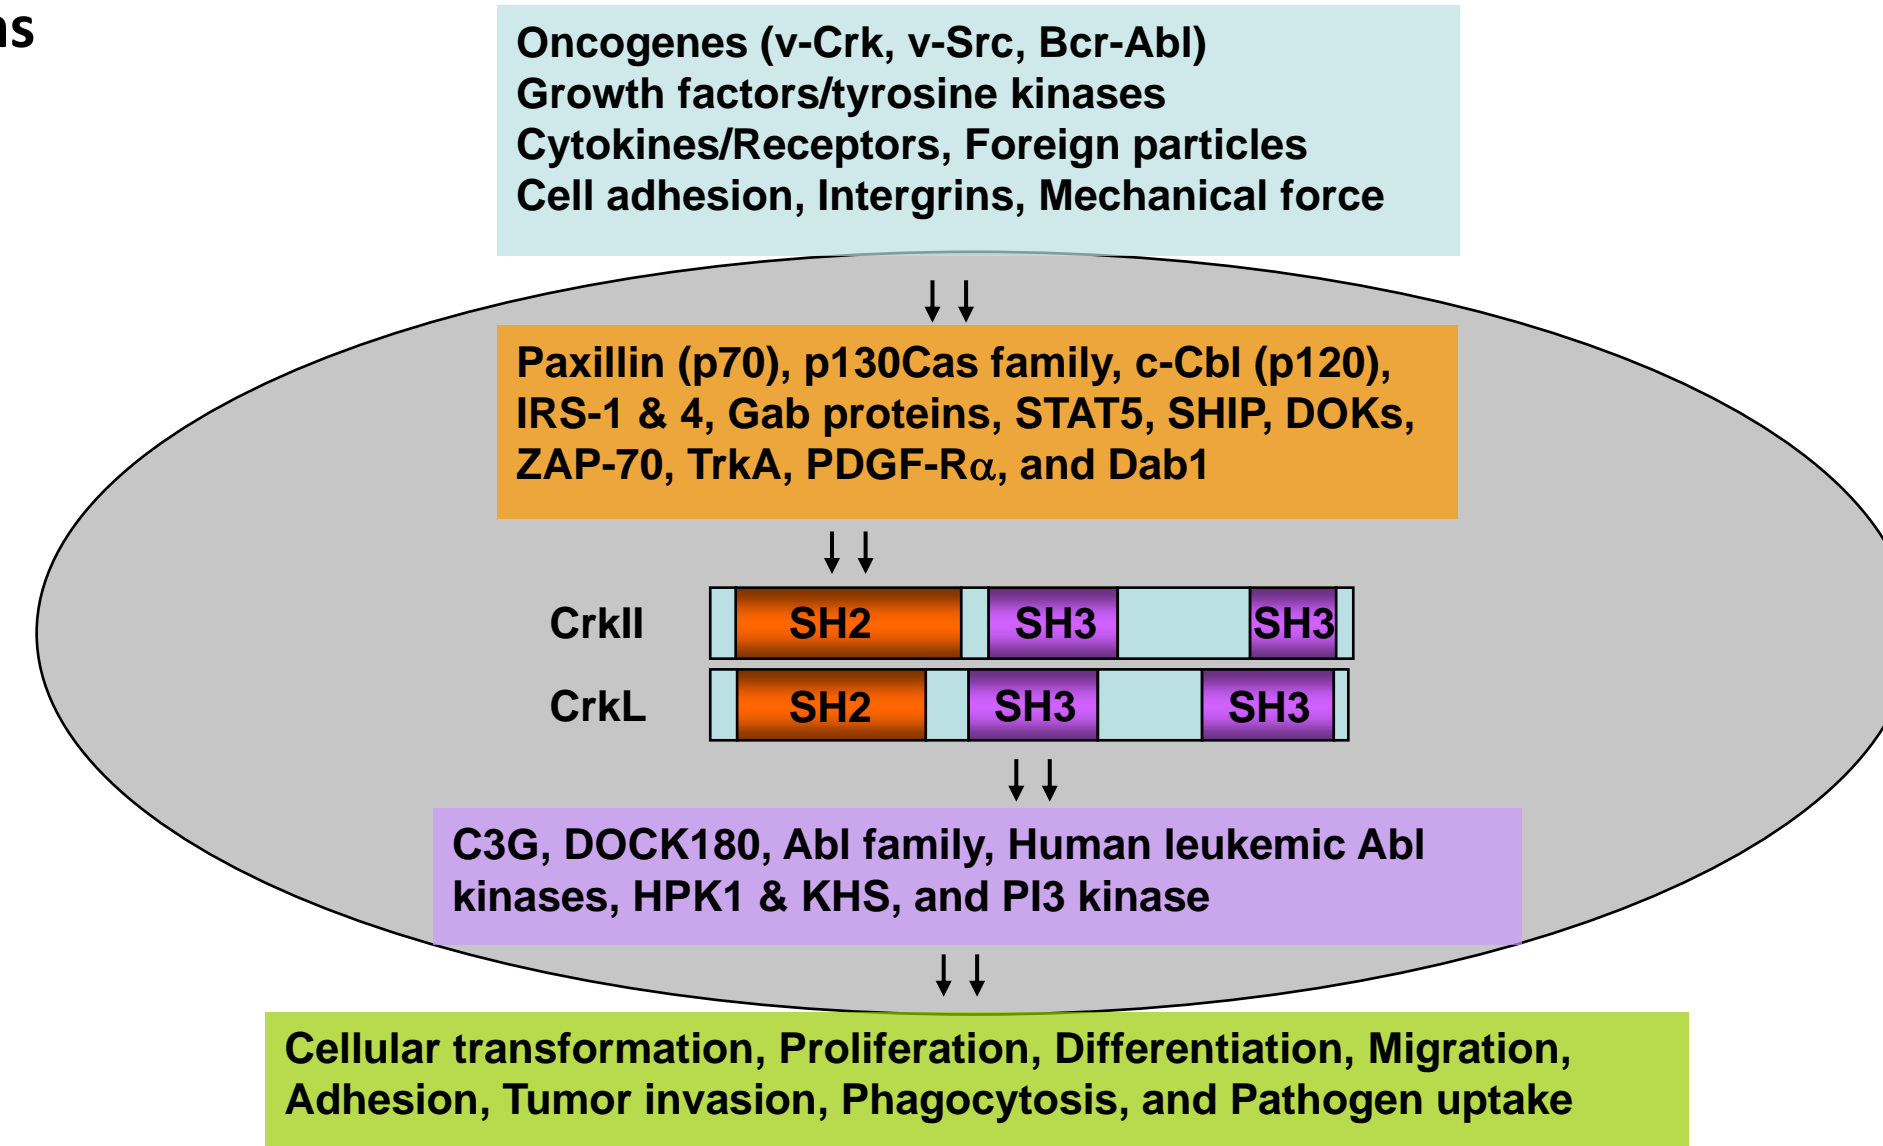 ns
Oncogenes (v-Crk, v-Src, Bcr-Abl)
Growth factors/tyrosine kinases
Cytokines/Receptors, Foreign particles
Cell adhesion, Intergrins, Mechanical force
Paxillin (p70), p130Cas family, c-Cbl (p120),
IRS-1 & 4, Gab proteins, STAT5, SHIP, DOKs,
ZAP-70, TrkA, PDGF-Rα, and Dab1
CrkII SH2 SH3 SH3
CrkL SH2 SH3 SH3
C3G, DOCK180, Abl family, Human leukemic Abl
kinases, HPK1 & KHS, and PI3 kinase
Cellular transformation, Proliferation, Differentiation, Migration,
Adhesion, Tumor invasion, Phagocytosis, and Pathogen uptake